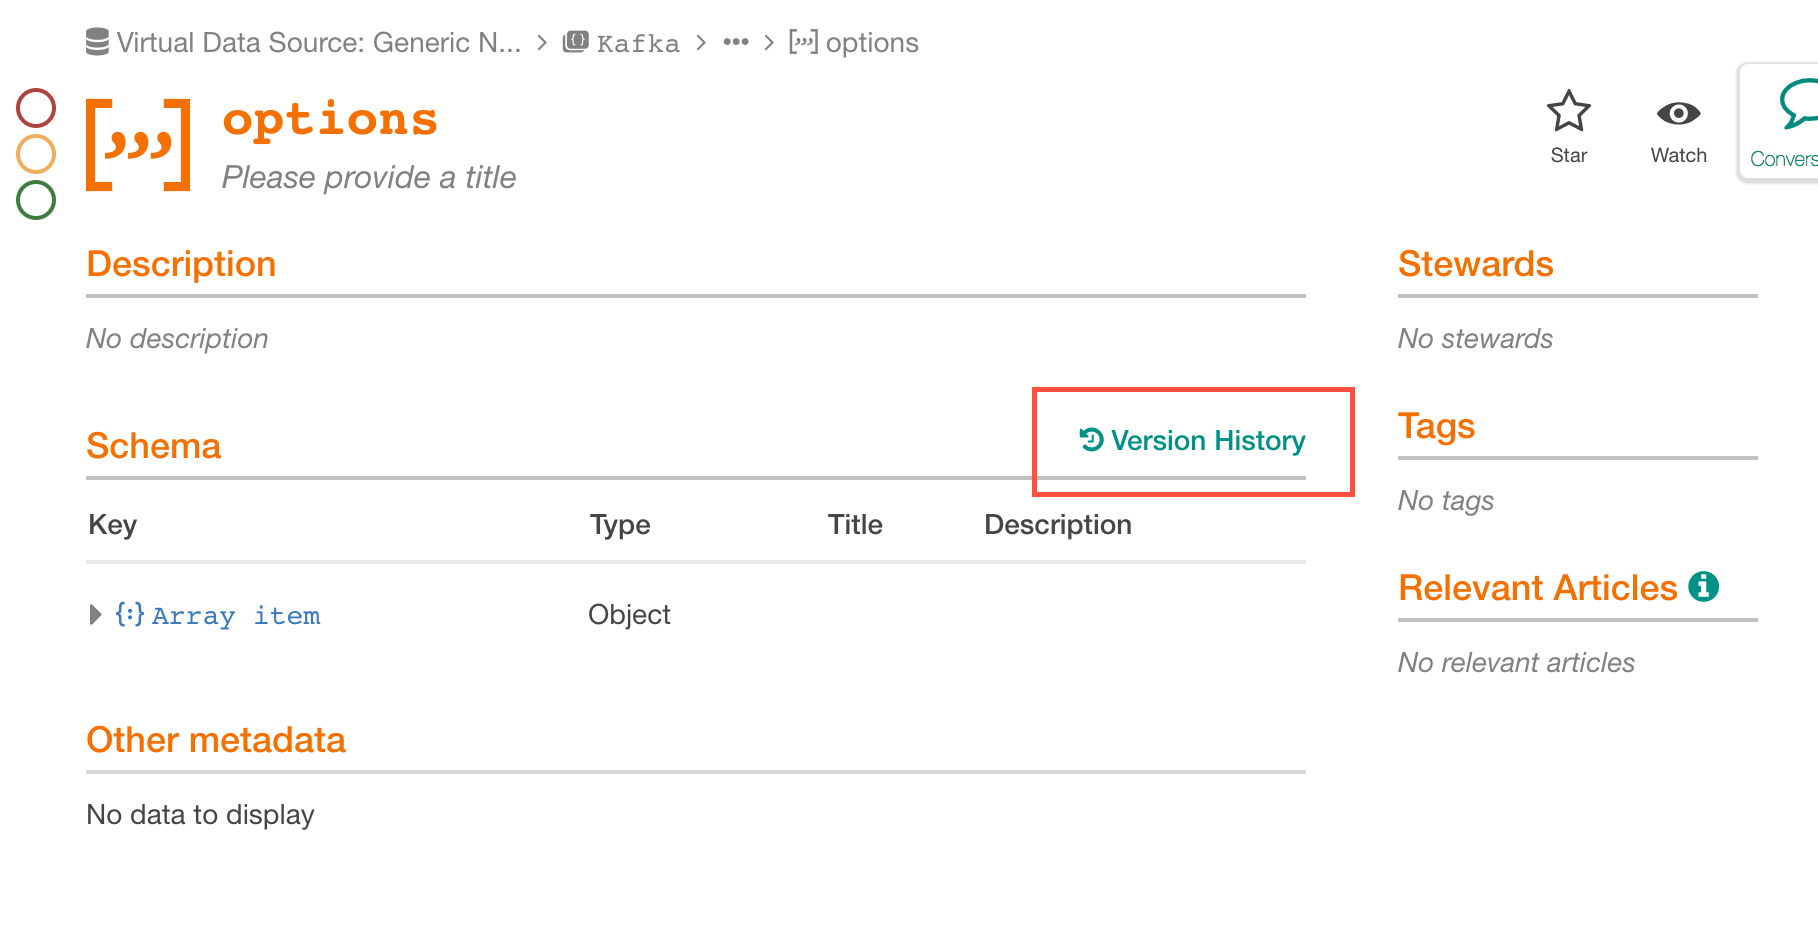 Virtual Data Source: Generic N... > Kafka > ••• > [,,,] options
options
Please provide a title
Star
Watch
Convers
Description
No description
Schema
Version History
Key Type Title Description
{:} Array item Object
Other metadata
No data to display
Stewards
No stewards
Tags
No tags
Relevant Articles
No relevant articles